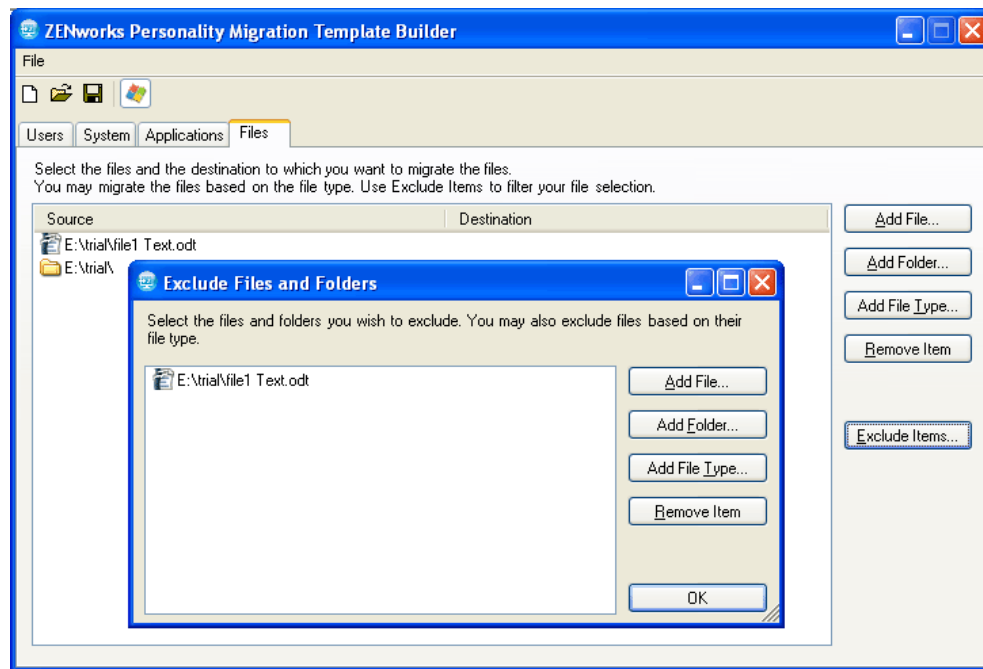 ZENworks Personality Migration Template Builder
File
Users System Applications Files
Select the files and the destination to which you want to migrate the files.
You may migrate the files based on the file type. Use Exclude Items to filter your file selection.
Source Destination
Add File...
E:\trial\file1 Text.odt
E:\trial\
Add Folder...
Add File Type...
Remove Item
Exclude Items...
Exclude Files and Folders
Select the files and folders you wish to exclude. You may also exclude files based on their
file type.
E:\trial\file1 Text.odt
Add File...
Add Folder...
Add File Type...
Remove Item
OK